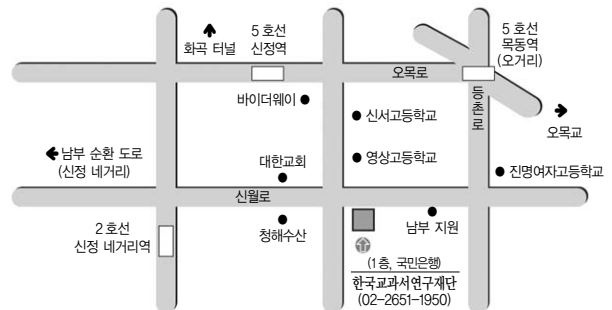 5 호선
신정역
화곡 터널
5 호선
목동역
(오거리)
오목로
등촌로
바이더웨이
신서고등학교
오목교
남부 순환 도로
(신정 네거리)
대한교회
영상고등학교
진명여자고등학교
신월로
2 호선
신정 네거리역
청해수산
남부 지원
(1 층, 국민은행)
한국교과서연구재단
(02-2651-1950)